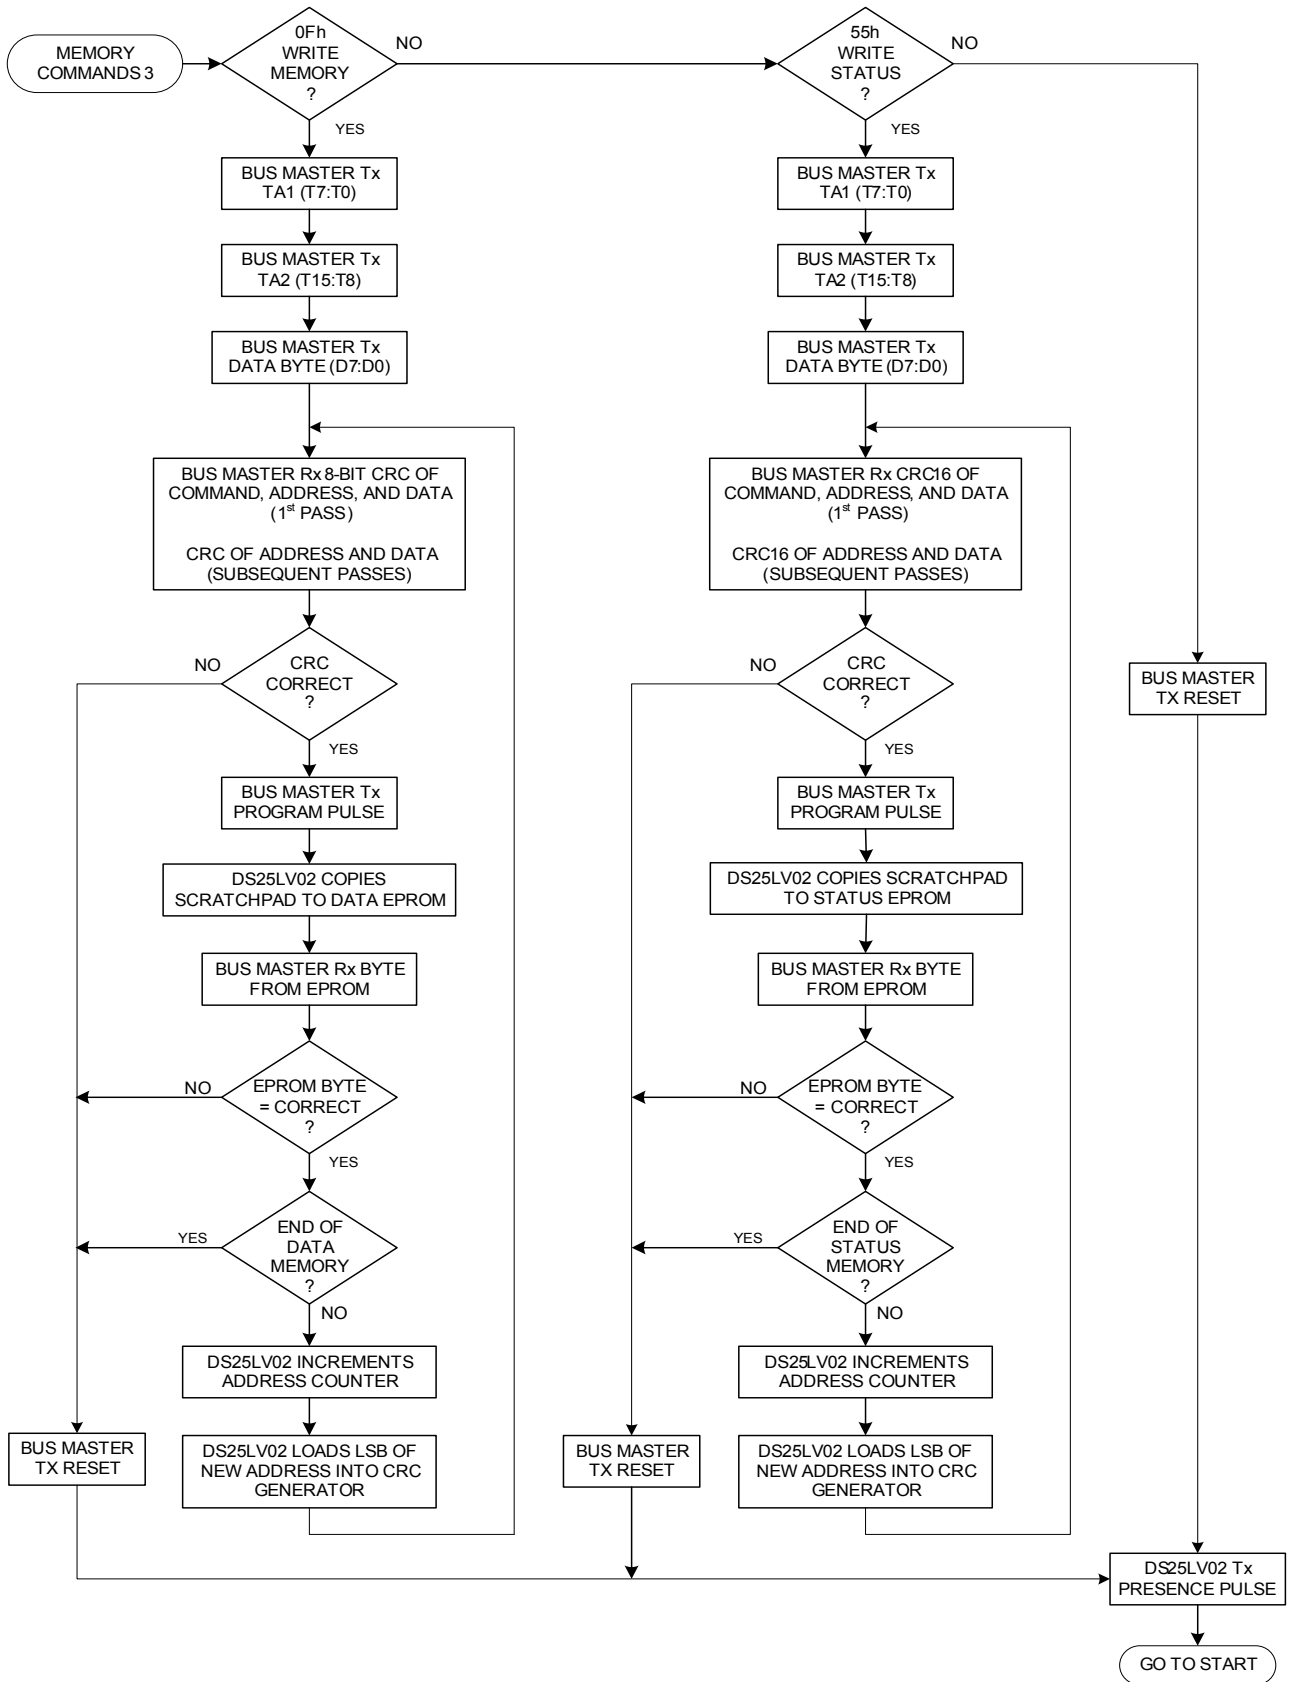 MEMORY
COMMANDS 3
0Fh
WRITE
MEMORY
?
NO
YES
55h
WRITE
STATUS
?
NO
YES
BUS MASTER Tx
TA1 (T7:T0)
BUS MASTER Tx
TA2 (T15:T8)
BUS MASTER Tx
DATA BYTE (D7:D0)
BUS MASTER Rx 8-BIT CRC OF
COMMAND, ADDRESS, AND DATA
(1st PASS)
CRC OF ADDRESS AND DATA
(SUBSEQUENT PASSES)
CRC
CORRECT
?
NO
YES
BUS MASTER Tx
PROGRAM PULSE
DS25LV02 COPIES
SCRATCHPAD TO DATA EPROM
BUS MASTER Rx BYTE
FROM EPROM
EPROM BYTE
= CORRECT
?
NO
YES
END OF
DATA
MEMORY
?
YES
NO
DS25LV02 INCREMENTS
ADDRESS COUNTER
DS25LV02 LOADS LSB OF
NEW ADDRESS INTO CRC
GENERATOR
BUS MASTER
TX RESET
BUS MASTER Tx
TA1 (T7:T0)
BUS MASTER Tx
TA2 (T15:T8)
BUS MASTER Tx
DATA BYTE (D7:D0)
BUS MASTER Rx CRC16 OF
COMMAND, ADDRESS, AND DATA
(1st PASS)
CRC16 OF ADDRESS AND DATA
(SUBSEQUENT PASSES)
CRC
CORRECT
?
NO
YES
BUS MASTER Tx
PROGRAM PULSE
DS25LV02 COPIES SCRATCHPAD
TO STATUS EPROM
BUS MASTER Rx BYTE
FROM EPROM
EPROM BYTE
= CORRECT
?
NO
YES
END OF
STATUS
MEMORY
?
YES
NO
DS25LV02 INCREMENTS
ADDRESS COUNTER
DS25LV02 LOADS LSB OF
NEW ADDRESS INTO CRC
GENERATOR
BUS MASTER
TX RESET
BUS MASTER
TX RESET
DS25LV02 Tx
PRESENCE PULSE
GO TO START